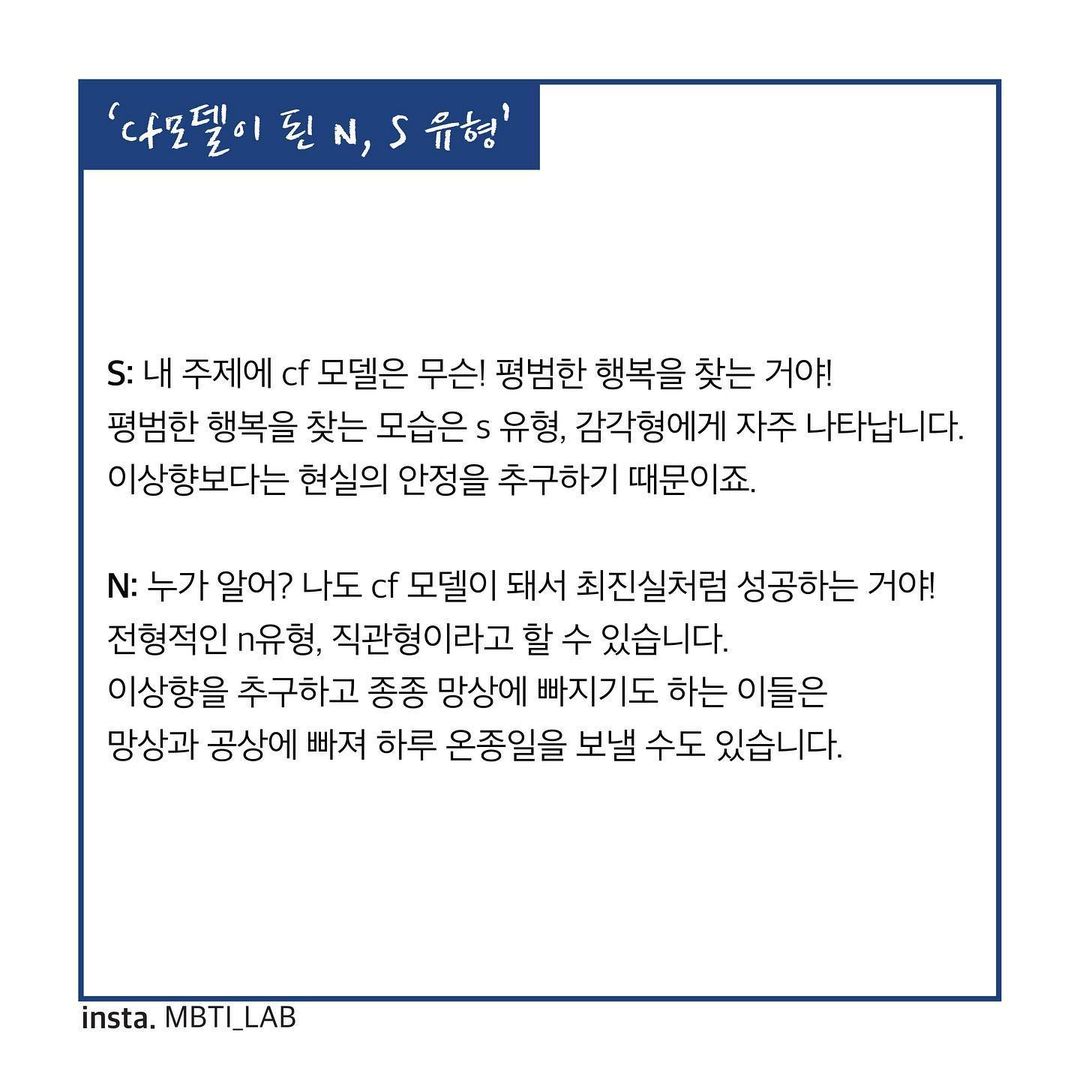 'cf모델이 된 N, S 유형'
S: 내 주제에 cf 모델은 무슨! 평범한 행복을 찾는 거야!
평범한 행복을 찾는 모습은 s 유형, 감각형에게 자주 나타납니다.
이상향보다는 현실의 안정을 추구하기 때문이죠.
N: 누가 알어? 나도 cf 모델이 돼서 최진실처럼 성공하는 거야!
전형적인 n유형, 직관형이라고 할 수 있습니다.
이상향을 추구하고 종종 망상에 빠지기도 하는 이들은
망상과 공상에 빠져 하루 온종일을 보낼 수도 있습니다.
insta. MBTI_LAB